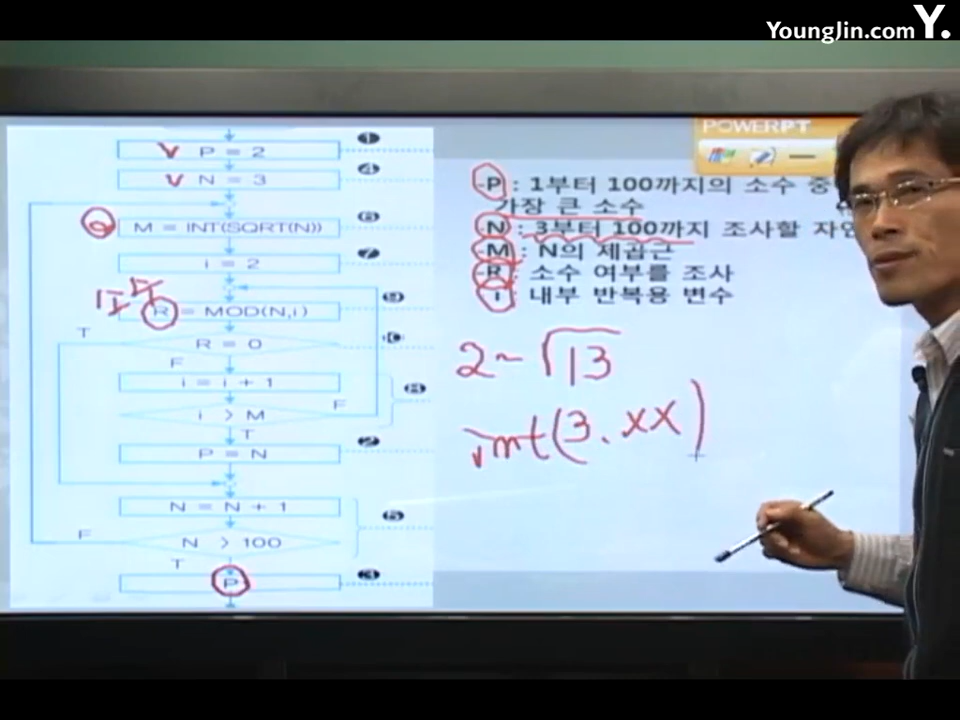 YoungJin.com Y.
POWERPT
P = 2
N = 3
M = INT(SQRT(N))
i = 2
R = MOD(N,i)
T
R = 0
F
i = i + 1
i > M
F
T
P = N
N = N + 1
F
N > 100
T
P
P : 1부터 100까지의 소수 중
가장 큰 소수
N : 3부터 100까지 조사할
M : N의 제곱근
R : 소수 여부를 조사
i : 내부 반복용 변수
2~√13
int(3.xx)